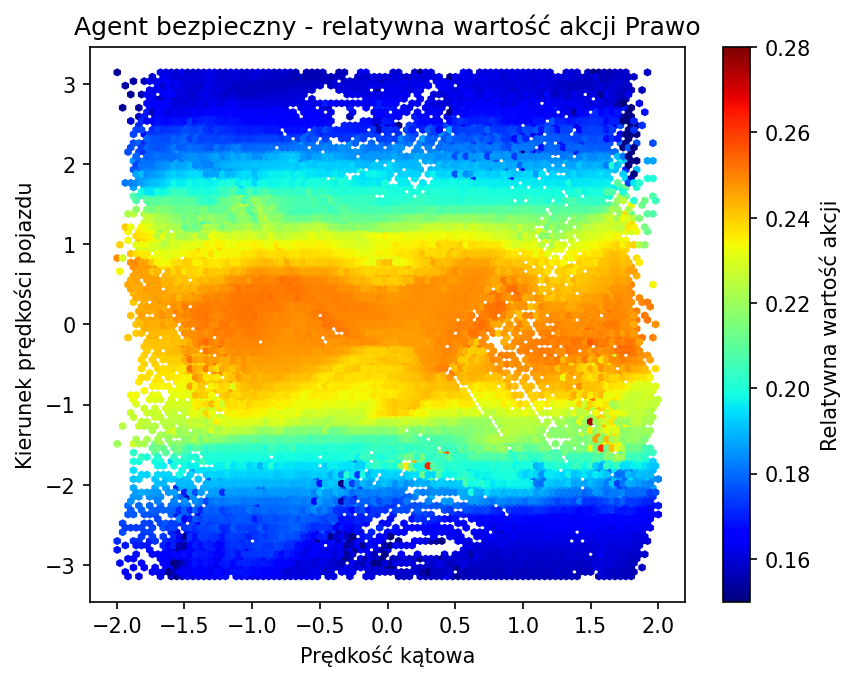 Agent bezpieczny - relatywna wartość akcji Prawo
3
2
1
0
−1
−2
−3
Kierunek prędkości pojazdu
−2.0 −1.5 −1.0 −0.5 0.0 0.5 1.0 1.5 2.0
Prędkość kątowa
0.28
0.26
0.24
0.22
0.20
0.18
0.16
Relatywna wartość akcji